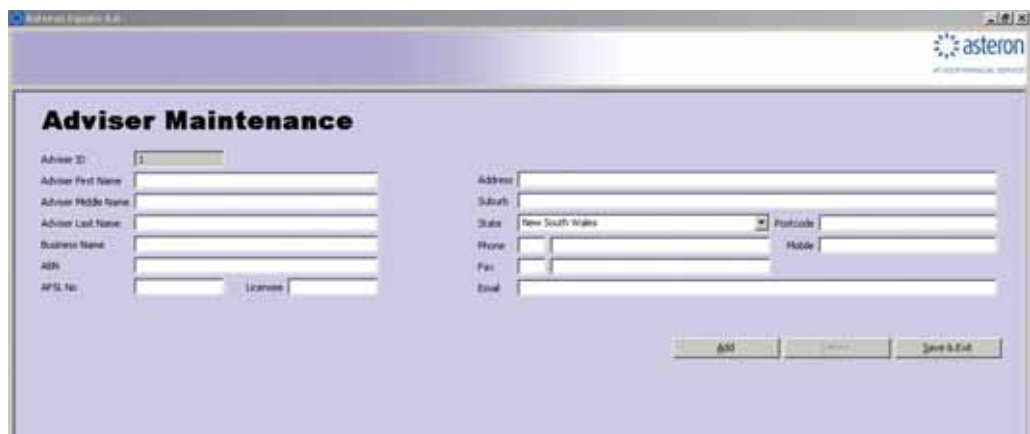 asteron
Adviser Maintenance
Adviser ID 1
Adviser First Name
Adviser Middle Name
Adviser Last Name
Business Name
ABN
AFSL No Licensee
Address
Suburb
State New South Wales Postcode
Phone Mobile
Fax
Email
Add Save & Exit